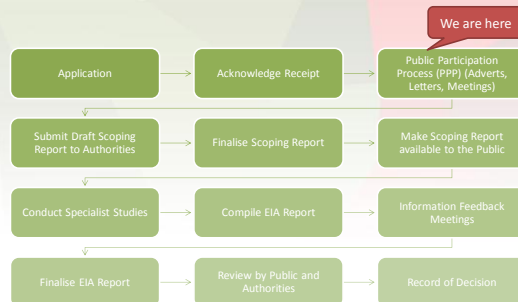 We are here
Application
Acknowledge Receipt
Public Participation
Process (PPP) (Adverts,
Letters, Meetings)
Submit Draft Scoping
Report to Authorities
Finalise Scoping Report
Make Scoping Report
available to the Public
Conduct Specialist Studies
Compile EIA Report
Information Feedback
Meetings
Finalise EIA Report
Review by Public and
Authorities
Record of Decision